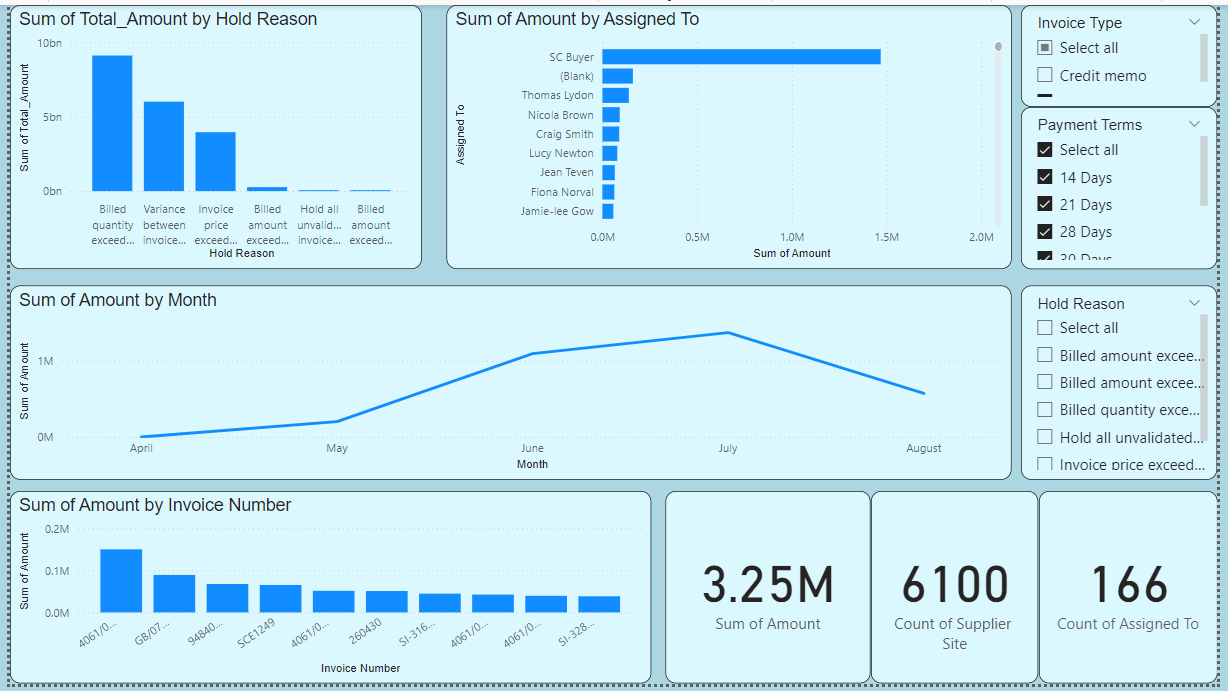 Sum of Total_Amount by Hold Reason
10bn
5bn
0bn
Sum of Total_Amount
Billed quantity exceed...
Variance between invoice...
Invoice price exceed...
Billed amount exceed...
Hold all unvalid... invoice...
Billed amount exceed...
Hold Reason
Sum of Amount by Assigned To
Assigned To
SC Buyer
(Blank)
Thomas Lydon
Nicola Brown
Craig Smith
Lucy Newton
Jean Teven
Fiona Norval
Jamie-lee Gow
0.0M 0.5M 1.0M 1.5M 2.0M
Sum of Amount
Invoice Type
Select all
Credit memo
Payment Terms
Select all
14 Days
21 Days
28 Days
30 Days
Sum of Amount by Month
Sum of Amount
1M
0M
April May June July August
Month
Hold Reason
Select all
Billed amount excee...
Billed amount excee...
Billed quantity exce...
Hold all unvalidated...
Invoice price exceed...
Sum of Amount by Invoice Number
Sum of Amount
0.2M
0.1M
0.0M
4061/0... GB/07... 94840... SCE1249 4061/0... 260430 SI-316... 4061/0... 4061/0... SI-328...
Invoice Number
3.25M
Sum of Amount
6100
Count of Supplier
Site
166
Count of Assigned To